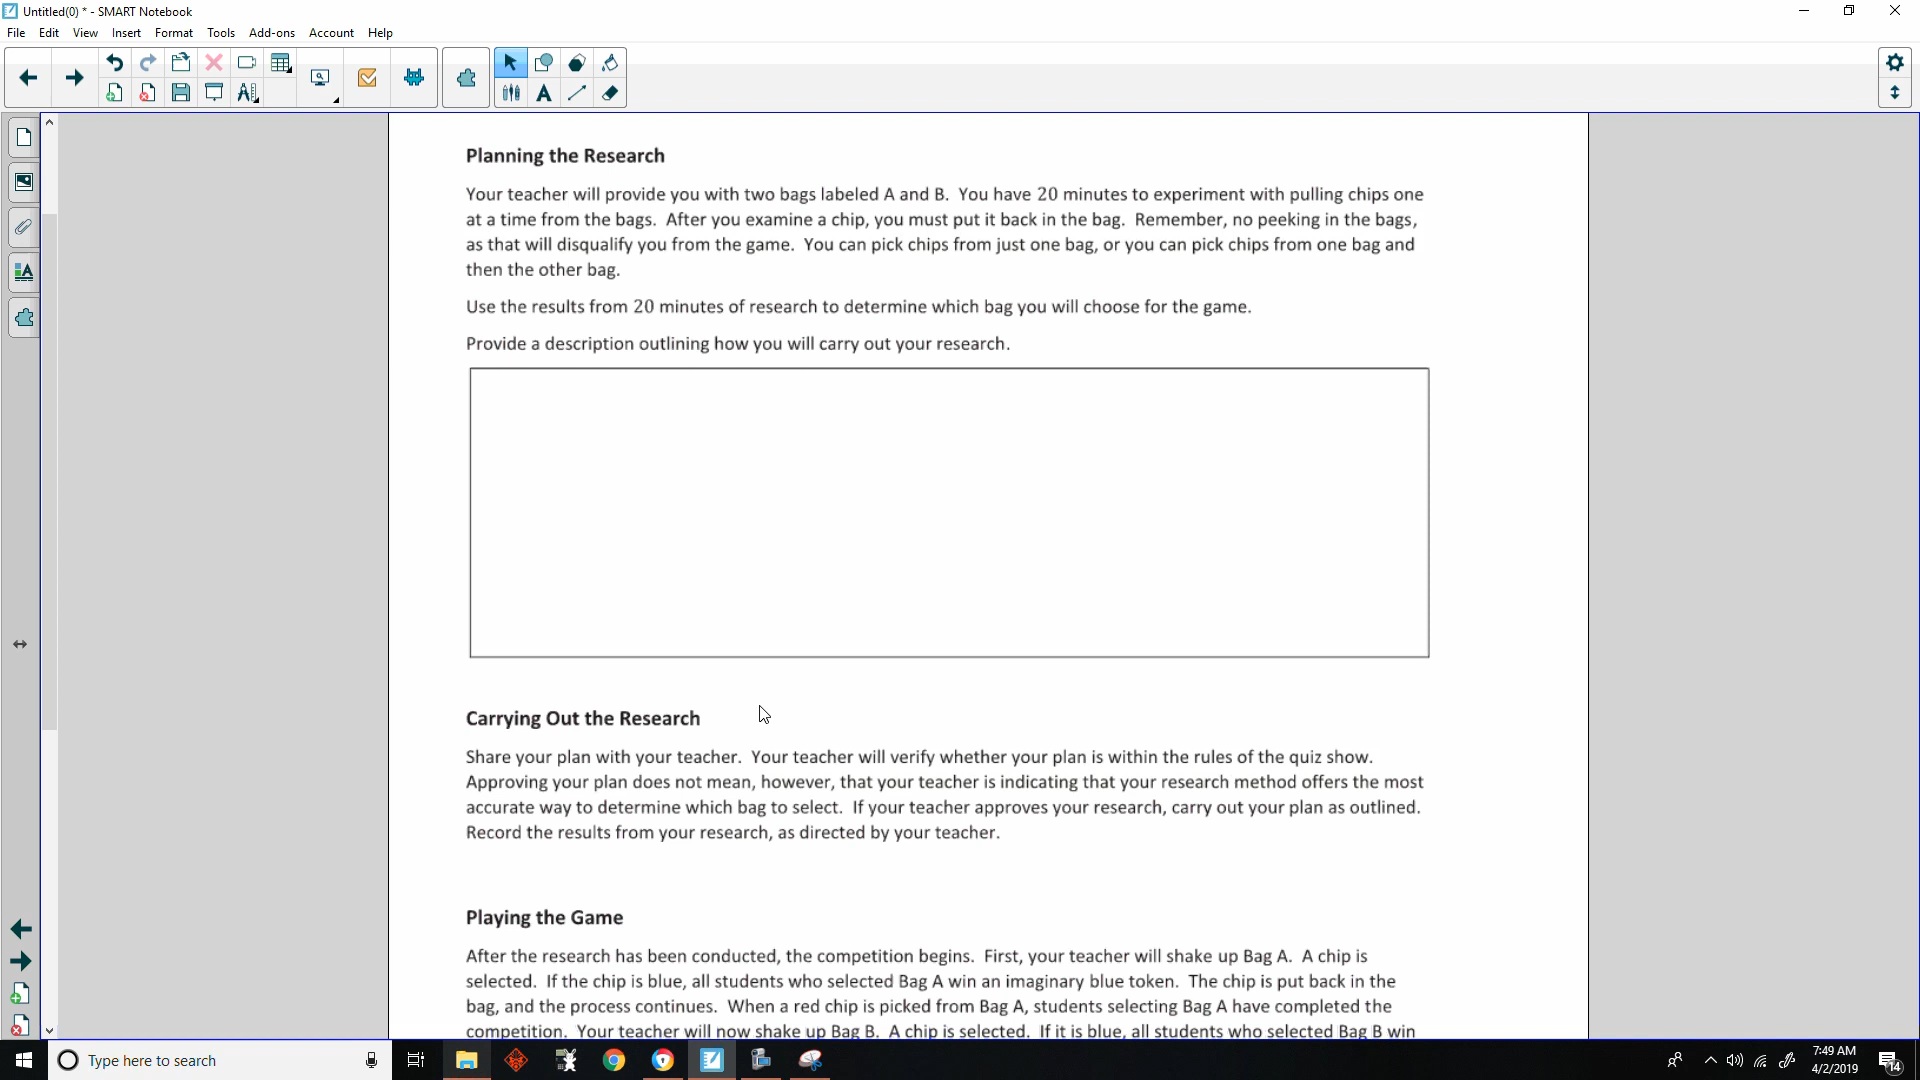 Untitled(0) * - SMART Notebook
File Edit View Insert Format Tools Add-ons Account Help
Planning the Research
Your teacher will provide you with two bags labeled A and B. You have 20 minutes to experiment with pulling chips one
at a time from the bags. After you examine a chip, you must put it back in the bag. Remember, no peeking in the bags,
as that will disqualify you from the game. You can pick chips from just one bag, or you can pick chips from one bag and
then the other bag.
Use the results from 20 minutes of research to determine which bag you will choose for the game.
Provide a description outlining how you will carry out your research.
Carrying Out the Research
Share your plan with your teacher. Your teacher will verify whether your plan is within the rules of the quiz show.
Approving your plan does not mean, however, that your teacher is indicating that your research method offers the most
accurate way to determine which bag to select. If your teacher approves your research, carry out your plan as outlined.
Record the results from your research, as directed by your teacher.
Playing the Game
After the research has been conducted, the competition begins. First, your teacher will shake up Bag A. A chip is
selected. If the chip is blue, all students who selected Bag A win an imaginary blue token. The chip is put back in the
bag, and the process continues. When a red chip is picked from Bag A, students selecting Bag A have completed the
competition. Your teacher will now shake up Bag B. A chip is selected. If it is blue, all students who selected Bag B win
Type here to search
7:49 AM
4/2/2019
14